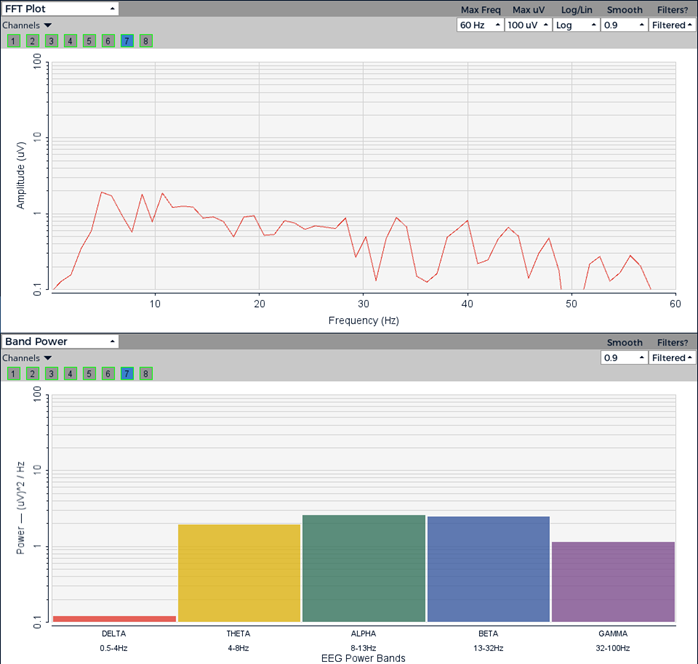 FFT Plot
Max Freq Max uV Log/Lin Smooth Filters?
Channels 60 Hz 100 uV Log 0.9 Filtered
1 2 3 4 5 6 7 8
100
10
1
0.1
Amplitude (uV)
10 20 30 40 50 60
Frequency (Hz)
Band Power
Smooth Filters?
Channels 0.9 Filtered
1 2 3 4 5 6 7 8
100
10
1
0.1
Power — (uV)^2 / Hz
DELTA THETA ALPHA BETA GAMMA
0.5-4Hz 4-8Hz 8-13Hz 13-32Hz 32-100Hz
EEG Power Bands